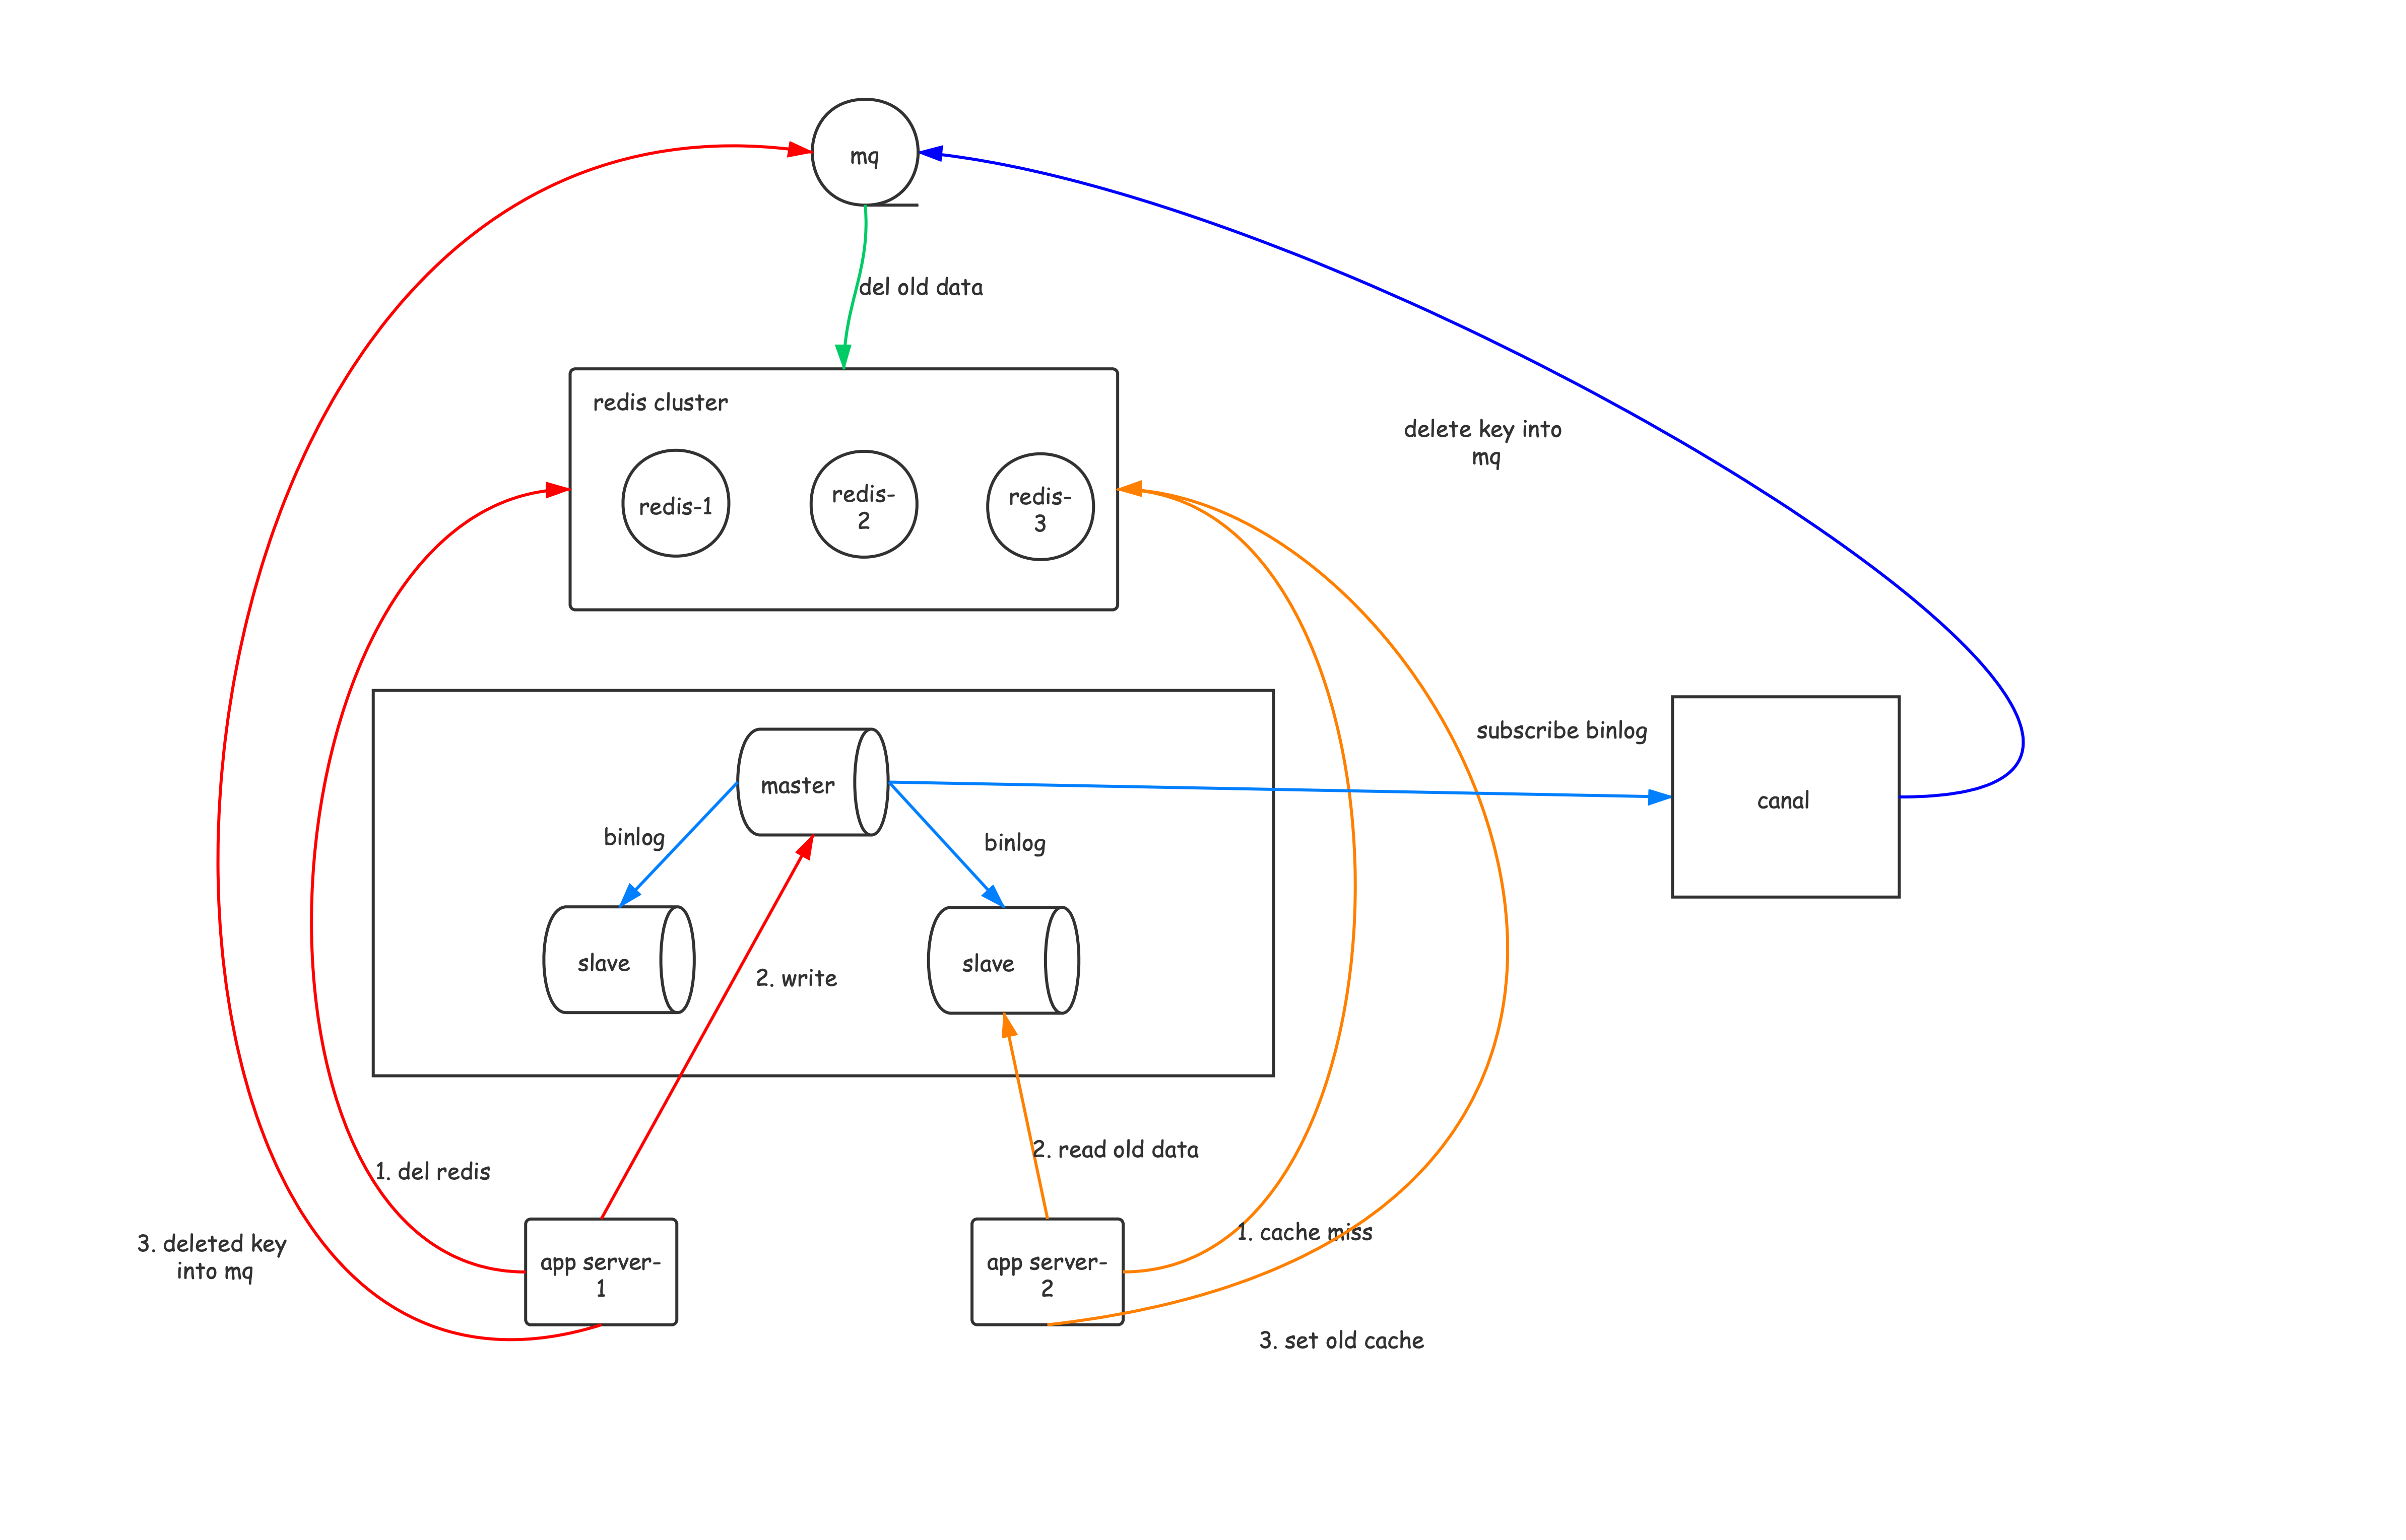 mq
del old data
redis cluster
redis-1
redis-
2
redis-
3
delete key into
mq
subscribe binlog
master
canal
binlog
binlog
slave
slave
2. write
2. read old data
1. del redis
3. deleted key
into mq
1. cache miss
app server-
1
app server-
2
3. set old cache